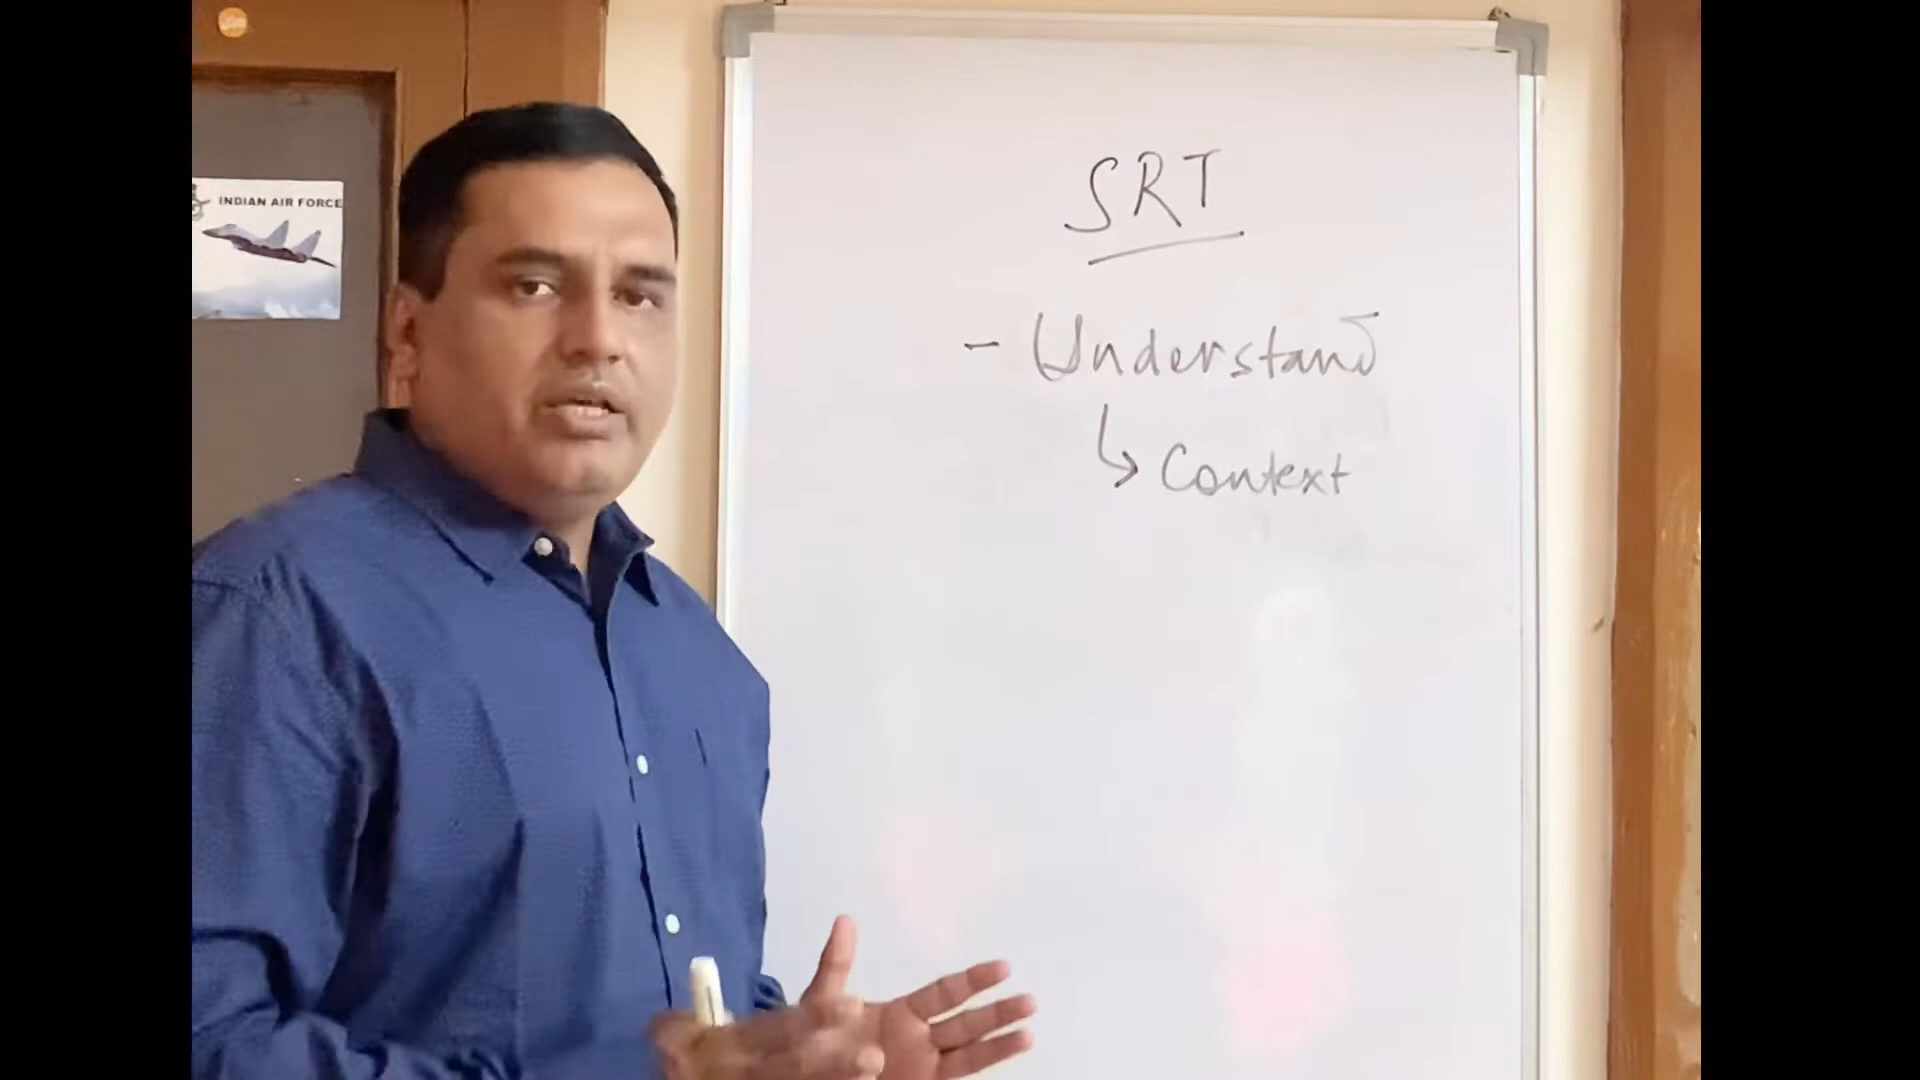 INDIAN AIR FORCE
SRT
- Understand
↳ Context